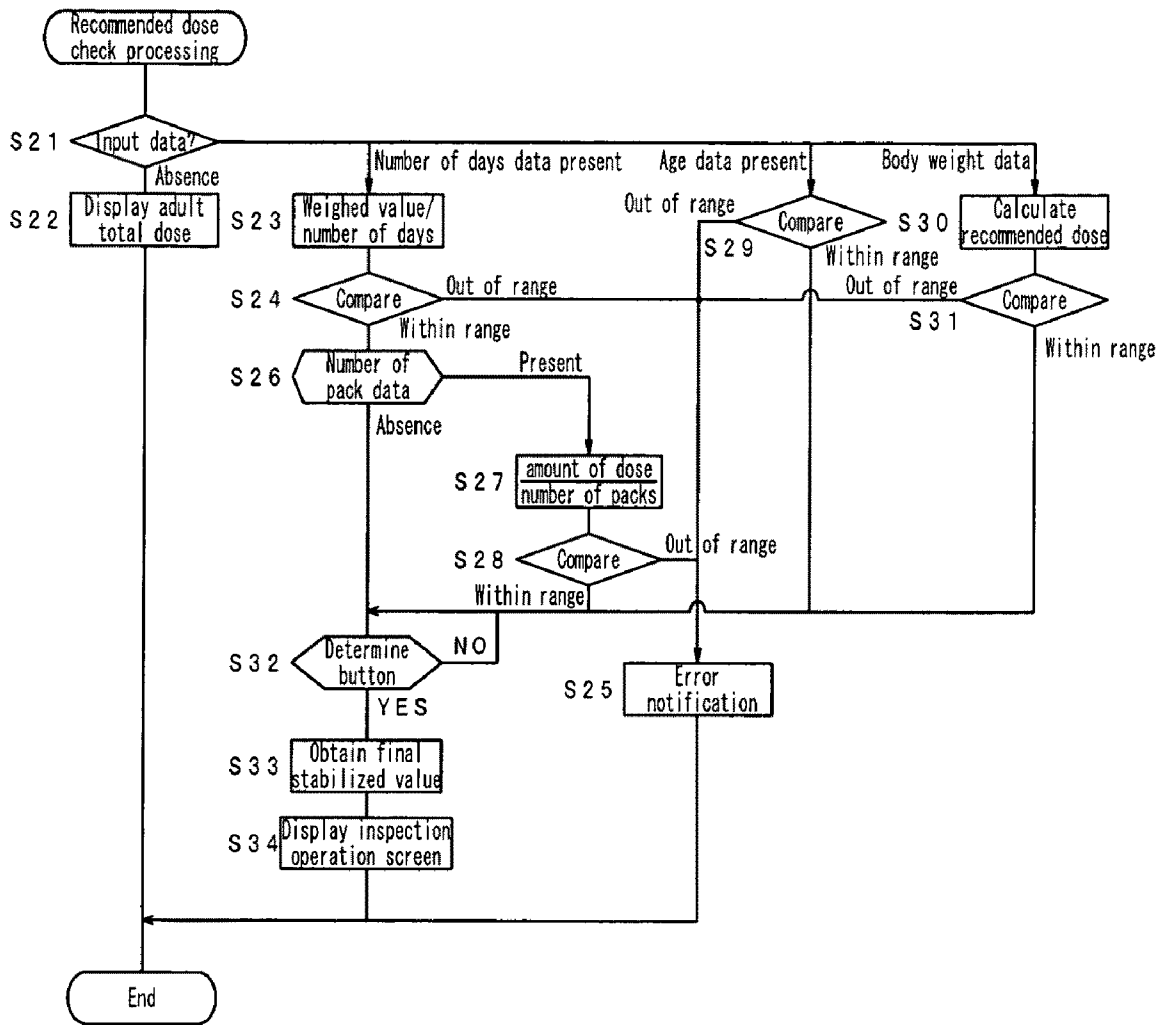 Recommended dose
check processing
S21
Input data?
Absence
Number of days data present
Age data present
Body weight data
S22
Display adult
total dose
S23
Weighed value/
number of days
Out of range
S29
Compare
Within range
S30
Calculate
recommended dose
S24
Compare
Out of range
Within range
Out of range
S31
Compare
Within range
S26
Number of
pack data
Present
Absence
S27
amount of dose
number of packs
S28
Compare
Out of range
Within range
S32
Determine
button
NO
YES
S25
Error
notification
S33
Obtain final
stabilized value
S34
Display inspection
operation screen
End